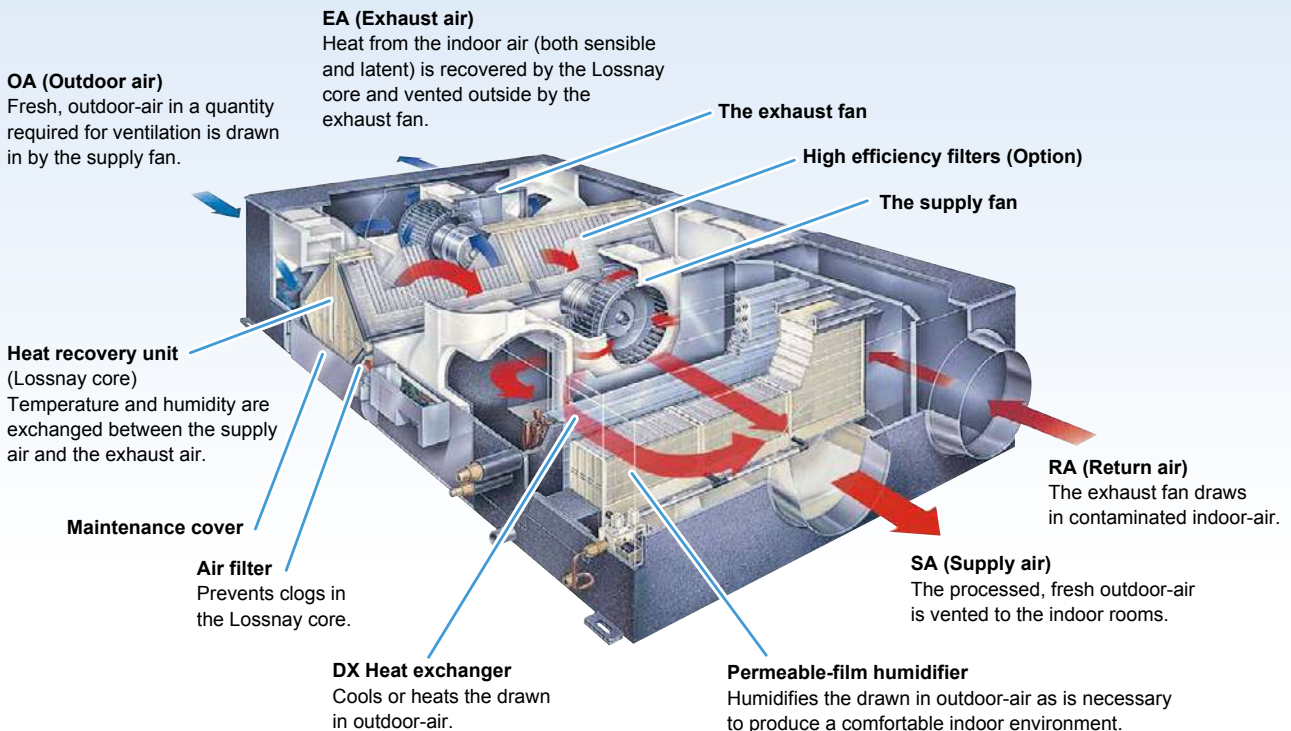 EA (Exhaust air)
Heat from the indoor air (both sensible
and latent) is recovered by the Lossnay
core and vented outside by the
exhaust fan.
OA (Outdoor air)
Fresh, outdoor-air in a quantity
required for ventilation is drawn
in by the supply fan.
The exhaust fan
High efficiency filters (Option)
The supply fan
Heat recovery unit
(Lossnay core)
Temperature and humidity are
exchanged between the supply
air and the exhaust air.
Maintenance cover
Air filter
Prevents clogs in
the Lossnay core.
DX Heat exchanger
Cools or heats the drawn
in outdoor-air.
Permeable-film humidifier
Humidifies the drawn in outdoor-air as is necessary
to produce a comfortable indoor environment.
SA (Supply air)
The processed, fresh outdoor-air
is vented to the indoor rooms.
RA (Return air)
The exhaust fan draws
in contaminated indoor-air.